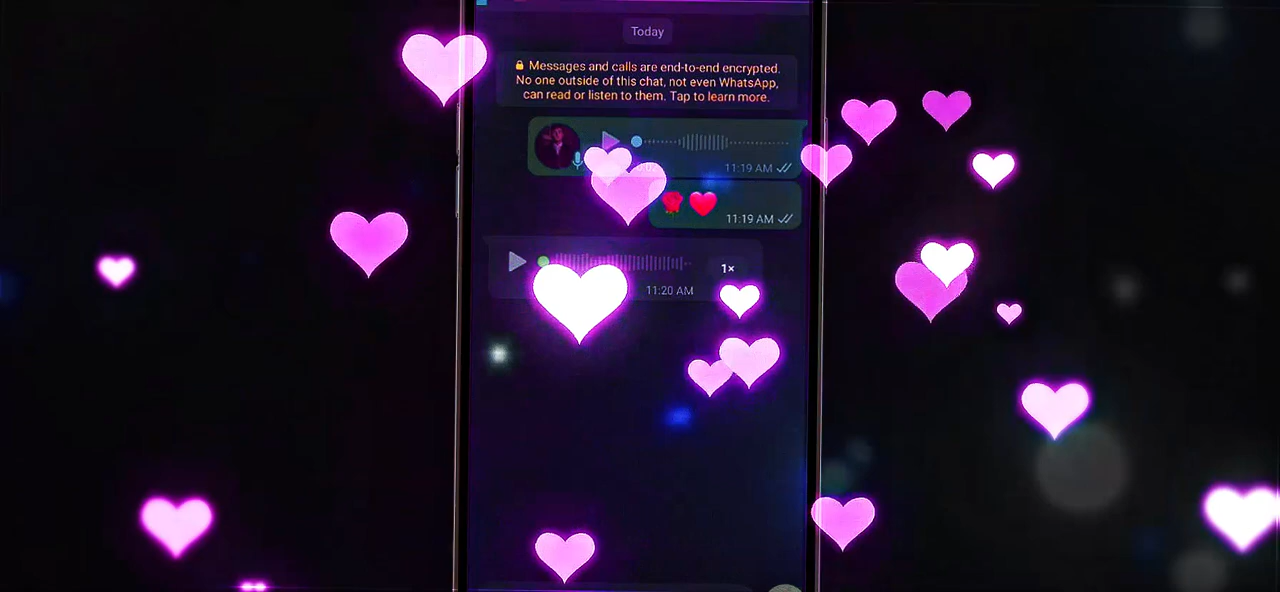 Today
🔒 Messages and calls are end-to-end encrypted.
No one outside of this chat, not even WhatsApp,
can read or listen to them. Tap to learn more.
11:19 AM
🌹 ❤️
11:19 AM
1×
11:20 AM